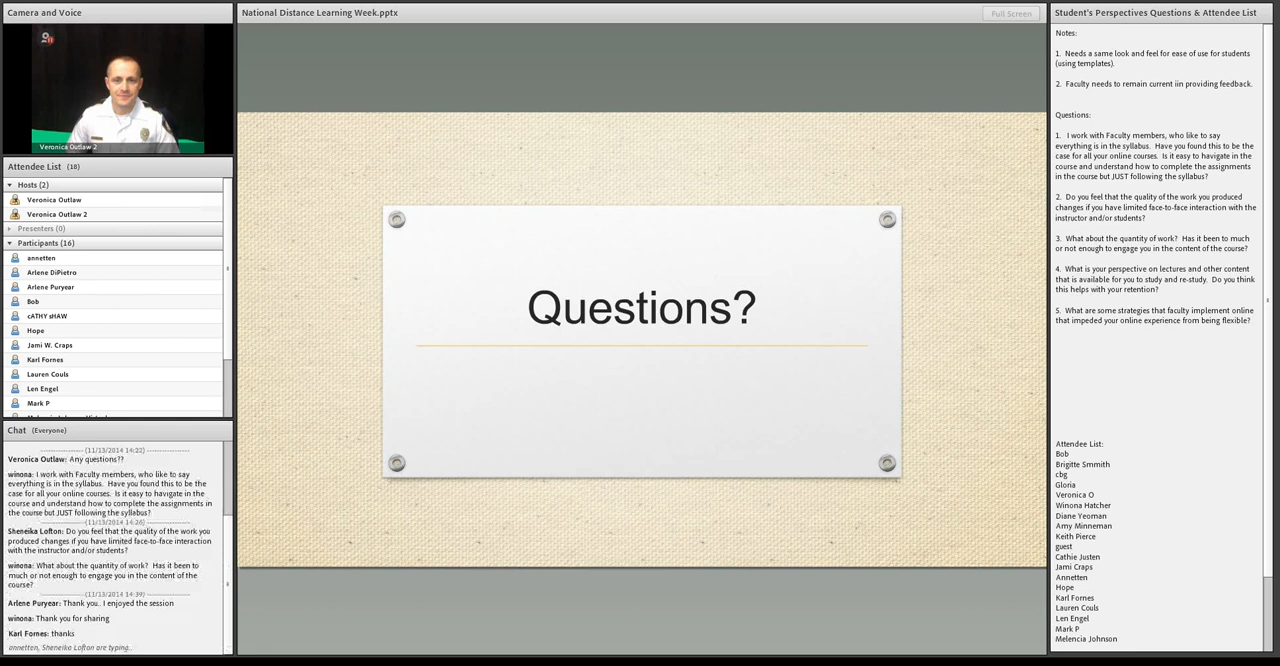 Camera and Voice
Veronica Outlaw 2
Attendee List (18)
Hosts (2)
Veronica Outlaw
Veronica Outlaw 2
Presenters (0)
Participants (16)
annetten
Arlene DiPietro
Arlene Puryear
Bob
cATHY sHAW
Hope
Jami W. Craps
Karl Fornes
Lauren Couls
Len Engel
Mark P
Chat (Everyone)
(11/13/2014 14:22)
Veronica Outlaw: Any questions??
winona: I work with Faculty members, who like to say
everything is in the syllabus. Have you found this to be the
case for all your online courses. Is it easy to havigate in the
course and understand how to complete the assignments in
the course but JUST following the syllabus?
(11/13/2014 14:26)
Sheneika Lofton: Do you feel that the quality of the work you
produced changes if you have limited face-to-face interaction
with the instructor and/or students?
winona: What about the quantity of work? Has it been to
much or not enough to engage you in the content of the
course?
(11/13/2014 14:39)
Arlene Puryear: Thank you.. I enjoyed the session
winona: Thank you for sharing
Karl Fornes: thanks
annetten, Sheneika Lofton are typing..
National Distance Learning Week.pptx
Full Screen
Questions?
Student's Perspectives Questions & Attendee List
Notes:
1. Needs a same look and feel for ease of use for students
(using templates).
2. Faculty needs to remain current iin providing feedback.
Questions:
1. I work with Faculty members, who like to say
everything is in the syllabus. Have you found this to be the
case for all your online courses. Is it easy to havigate in the
course and understand how to complete the assignments
in the course but JUST following the syllabus?
2. Do you feel that the quality of the work you produced
changes if you have limited face-to-face interaction with the
instructor and/or students?
3. What about the quantity of work? Has it been to much
or not enough to engage you in the content of the course?
4. What is your perspective on lectures and other content
that is available for you to study and re-study. Do you think
this helps with your retention?
5. What are some strategies that faculty implement online
that impeded your online experience from being flexible?
Attendee List:
Bob
Brigitte Smmith
cbg
Gloria
Veronica O
Winona Hatcher
Diane Yeoman
Amy Minneman
Keith Pierce
guest
Cathie Justen
Jami Craps
Annetten
Hope
Karl Fornes
Lauren Couls
Len Engel
Mark P
Melencia Johnson